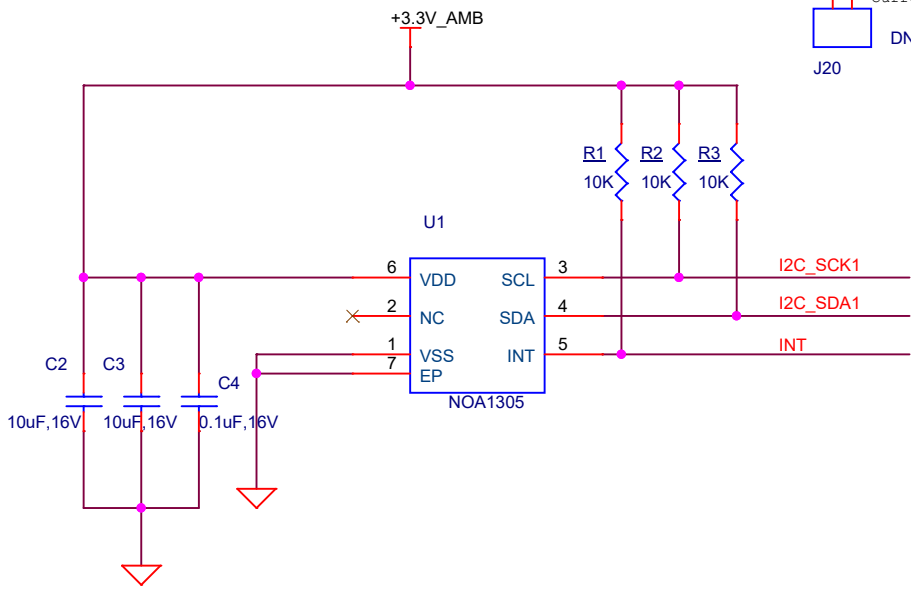 +3.3V_AMB
J20
R1
R2
R3
10K
10K
10K
U1
6
VDD
SCL
3
I2C_SCK1
2
NC
SDA
4
I2C_SDA1
1
VSS
INT
5
INT
7
EP
NOA1305
C2
C3
C4
10uF,16V
10uF,16V
0.1uF,16V